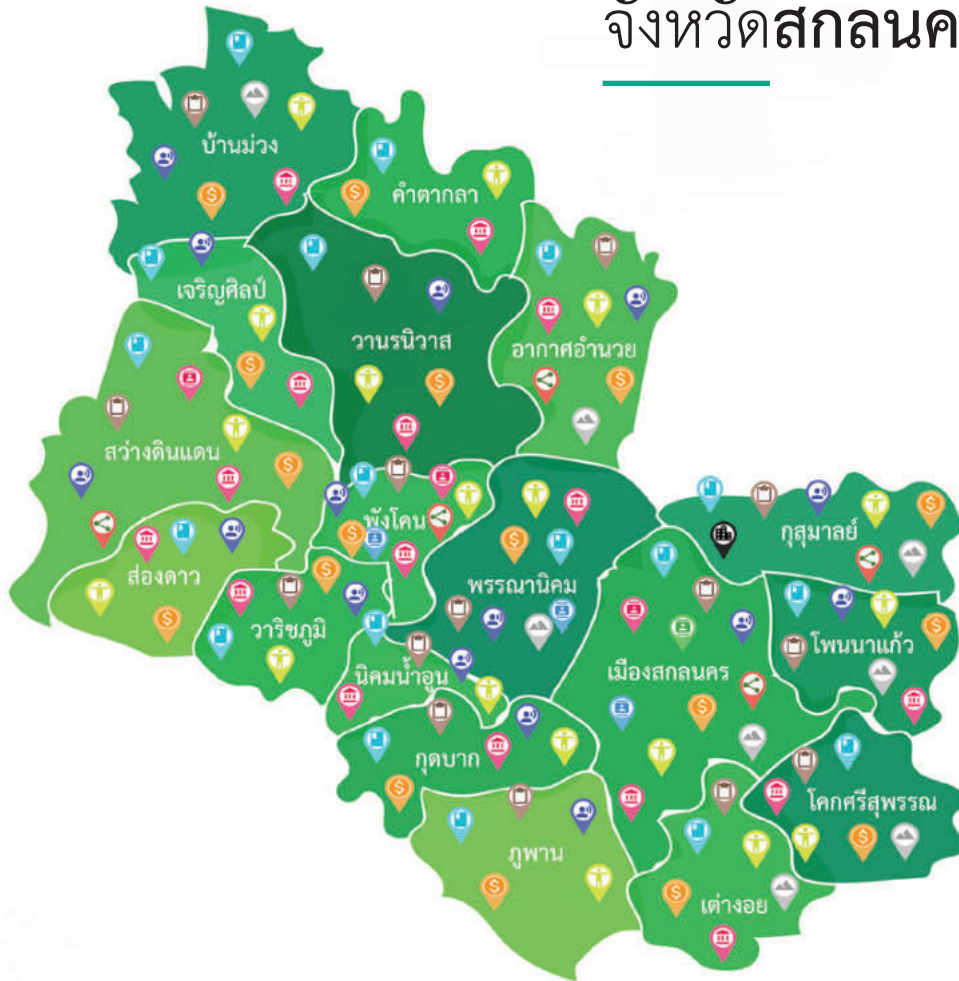 จังหวัดสกลนค
บ้านม่วง
คำตากลา
เจริญศิลป์
วานรนิวาส
อากาศอำนวย
สว่างดินแดน
พังโคน
กุสุมาลย์
ส่องดาว
พรรณานิคม
วาริชภูมิ
โพนนาแก้ว
นิคมน้ำอูน
เมืองสกลนคร
กุดบาก
โคกศรีสุพรรณ
ภูพาน
เต่างอย